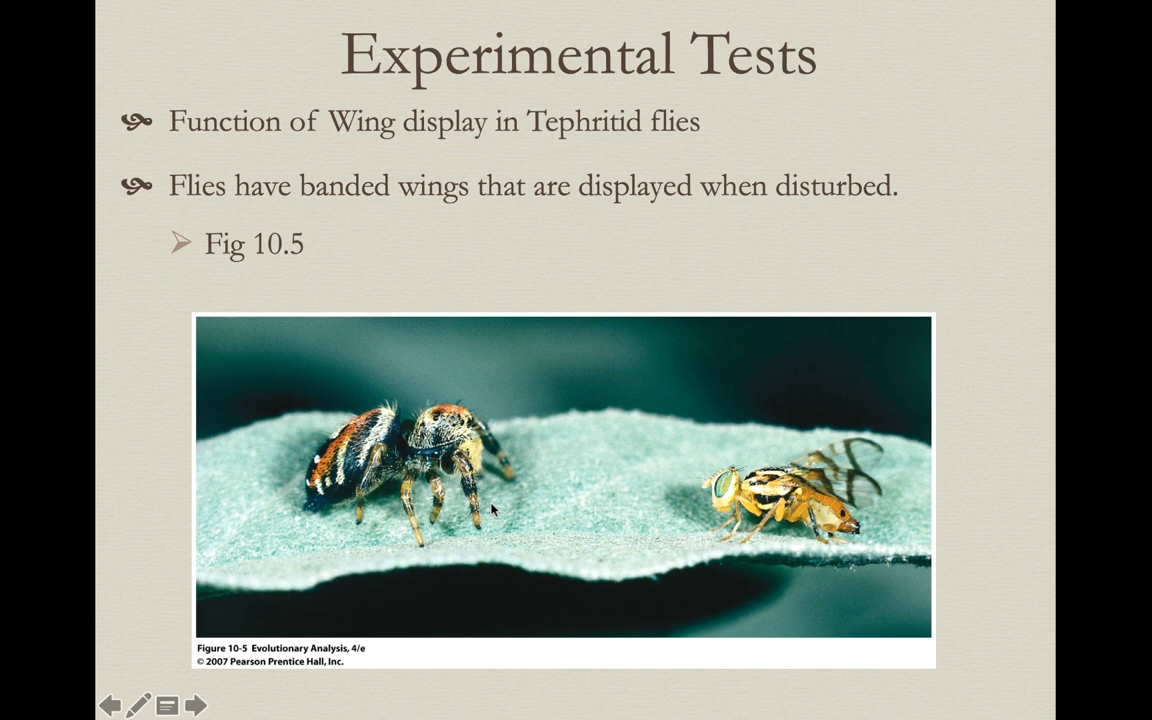 Experimental Tests
Function of Wing display in Tephritid flies
Flies have banded wings that are displayed when disturbed.
Fig 10.5
Figure 10-5 Evolutionary Analysis, 4/e
© 2007 Pearson Prentice Hall, Inc.